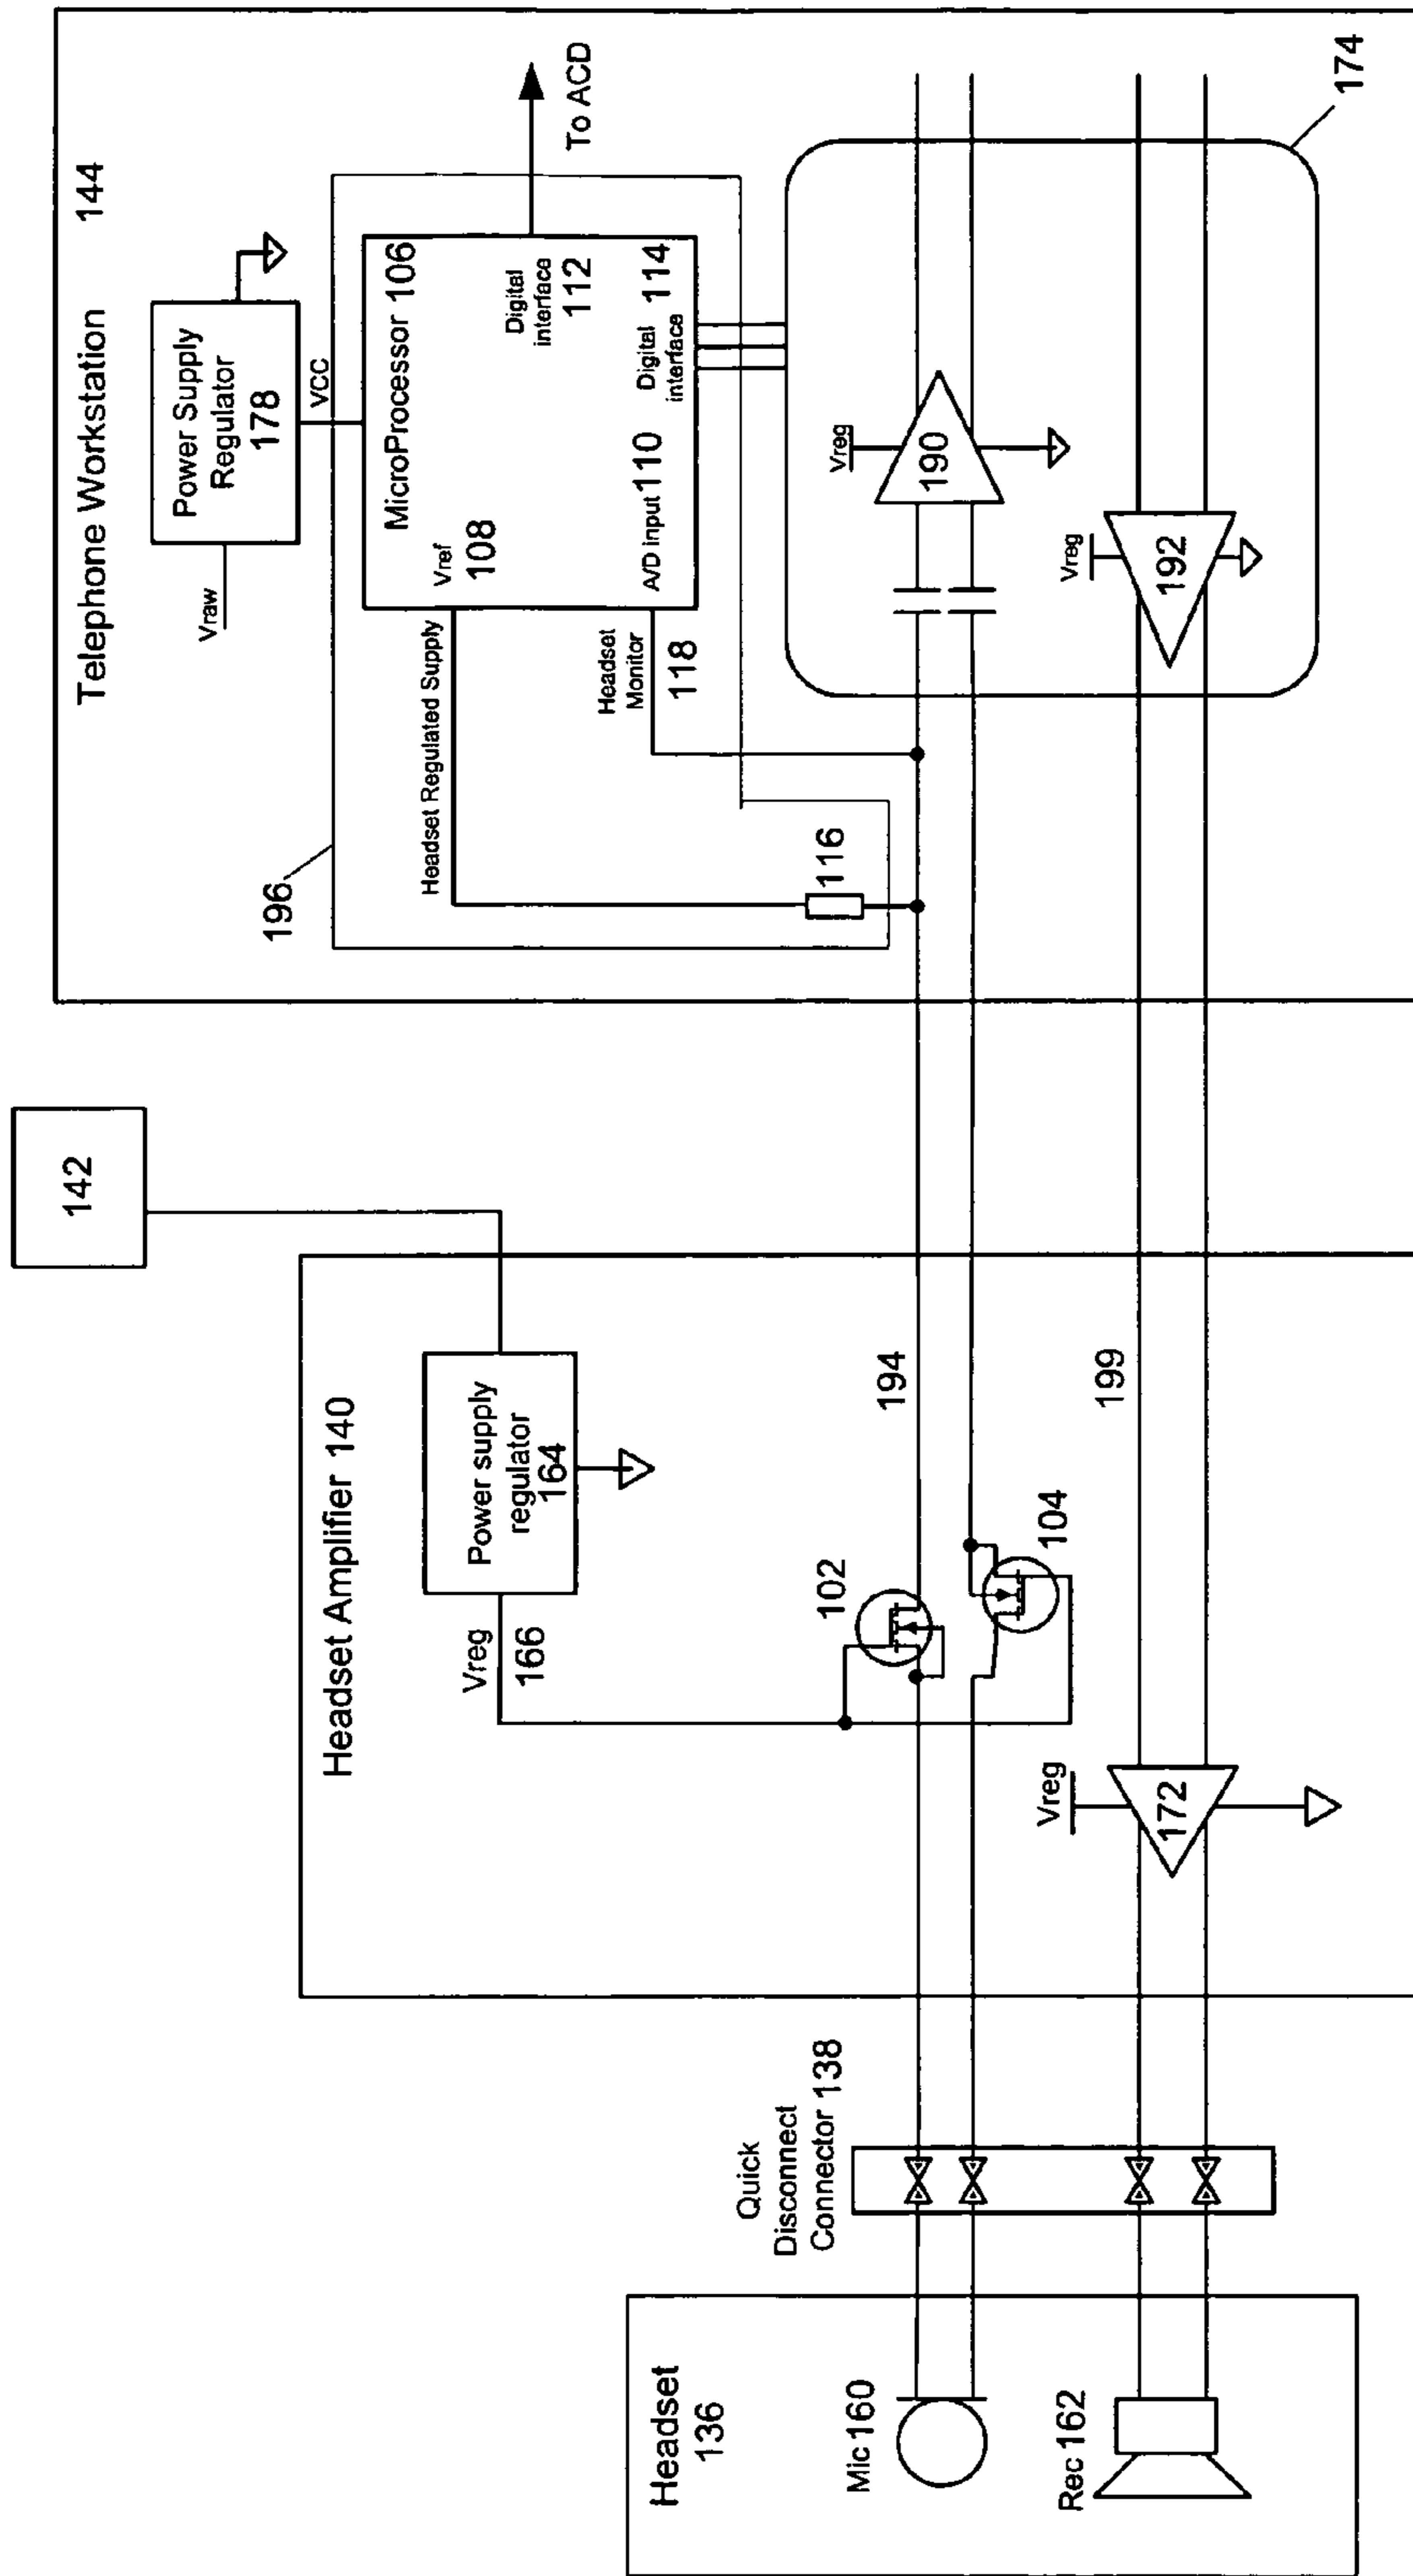 142
Telephone Workstation 144
Power Supply
Regulator
178
Vraw
VCC
196
MicroProcessor 106
Vref
108
Digital
interface
112
A/D input 110
Digital
interface
114
To ACD
Headset Regulated Supply
Headset
Monitor
118
116
Vreg
190
Vreg
192
174
Headset Amplifier 140
Power supply
regulator
164
Vreg
166
102
194
104
199
Vreg
172
Quick
Disconnect
Connector 138
Headset
136
Mic 160
Rec 162